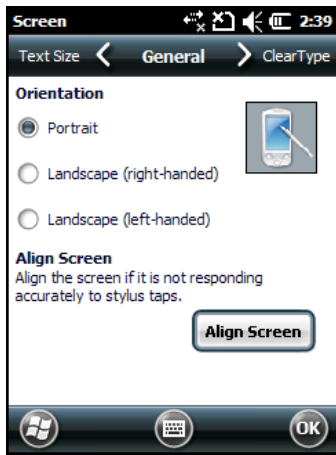 Screen 2:39
Text Size General ClearType
Orientation
Portrait
Landscape (right-handed)
Landscape (left-handed)
Align Screen
Align the screen if it is not responding
accurately to stylus taps.
Align Screen
OK